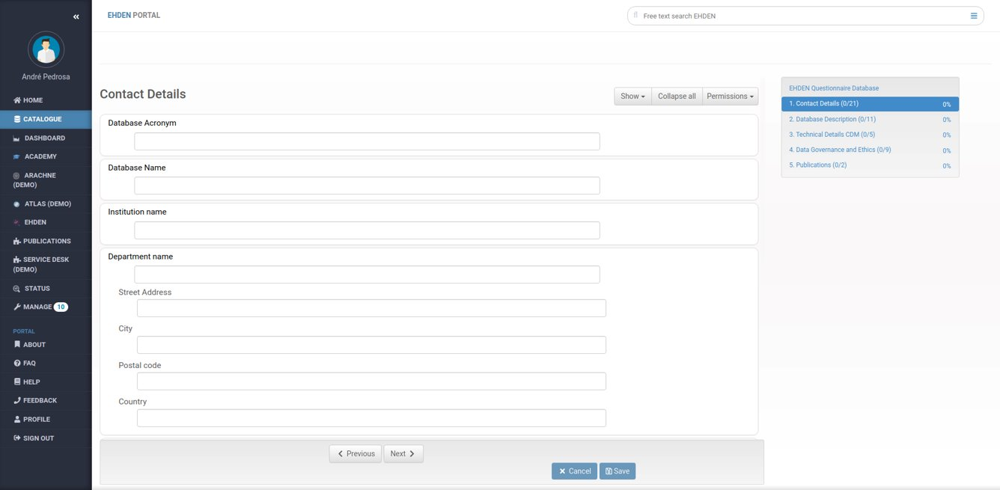 «
EHDEN PORTAL
Free text search EHDEN
André Pedrosa
HOME
CATALOGUE
DASHBOARD
ACADEMY
ARACHNE
(DEMO)
ATLAS (DEMO)
EHDEN
PUBLICATIONS
SERVICE DESK
(DEMO)
STATUS
MANAGE 10
PORTAL
ABOUT
FAQ
HELP
FEEDBACK
PROFILE
SIGN OUT
Contact Details
Show
Collapse all
Permissions
Database Acronym
Database Name
Institution name
Department name
Street Address
City
Postal code
Country
Previous
Next
Cancel
Save
EHDEN Questionnaire Database
1. Contact Details (0/21) 0%
2. Database Description (0/11) 0%
3. Technical Details CDM (0/5) 0%
4. Data Governance and Ethics (0/9) 0%
5. Publications (0/2) 0%